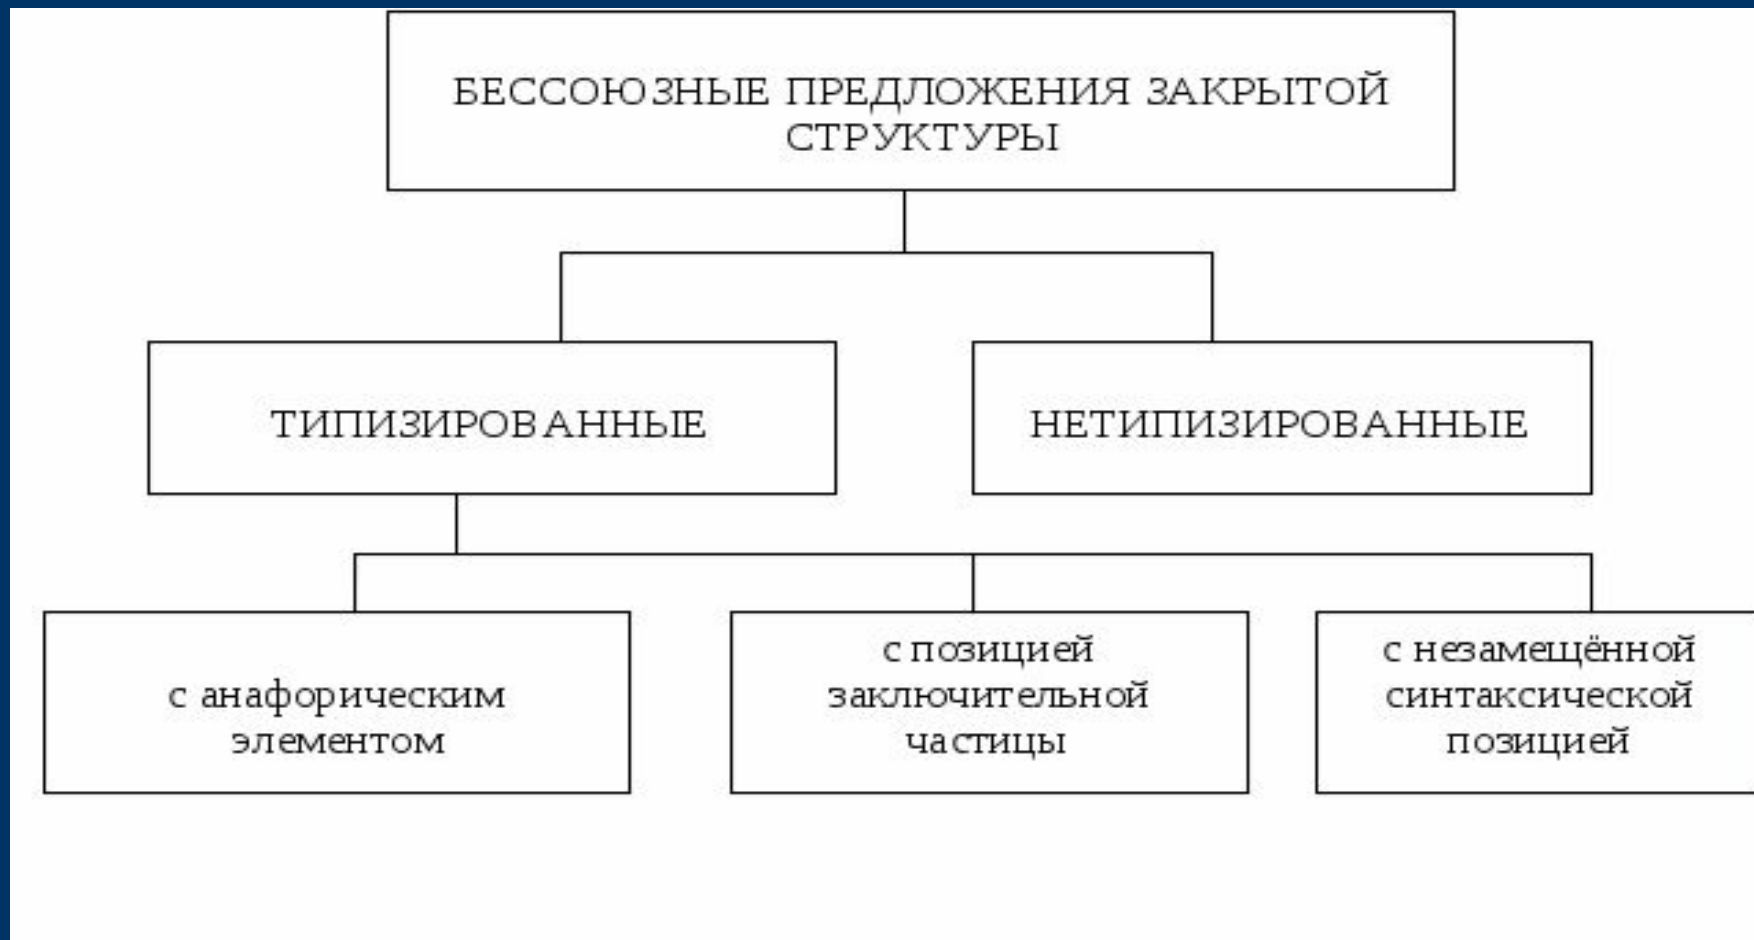 БЕССОЮЗНЫЕ ПРЕДЛОЖЕНИЯ ЗАКРЫТОЙ
СТРУКТУРЫ
ТИПИЗИРОВАННЫЕ
НЕТИПИЗИРОВАННЫЕ
с анафорическим
элементом
с позицией
заключительной
частицы
с незамещённой
синтаксической
позицией